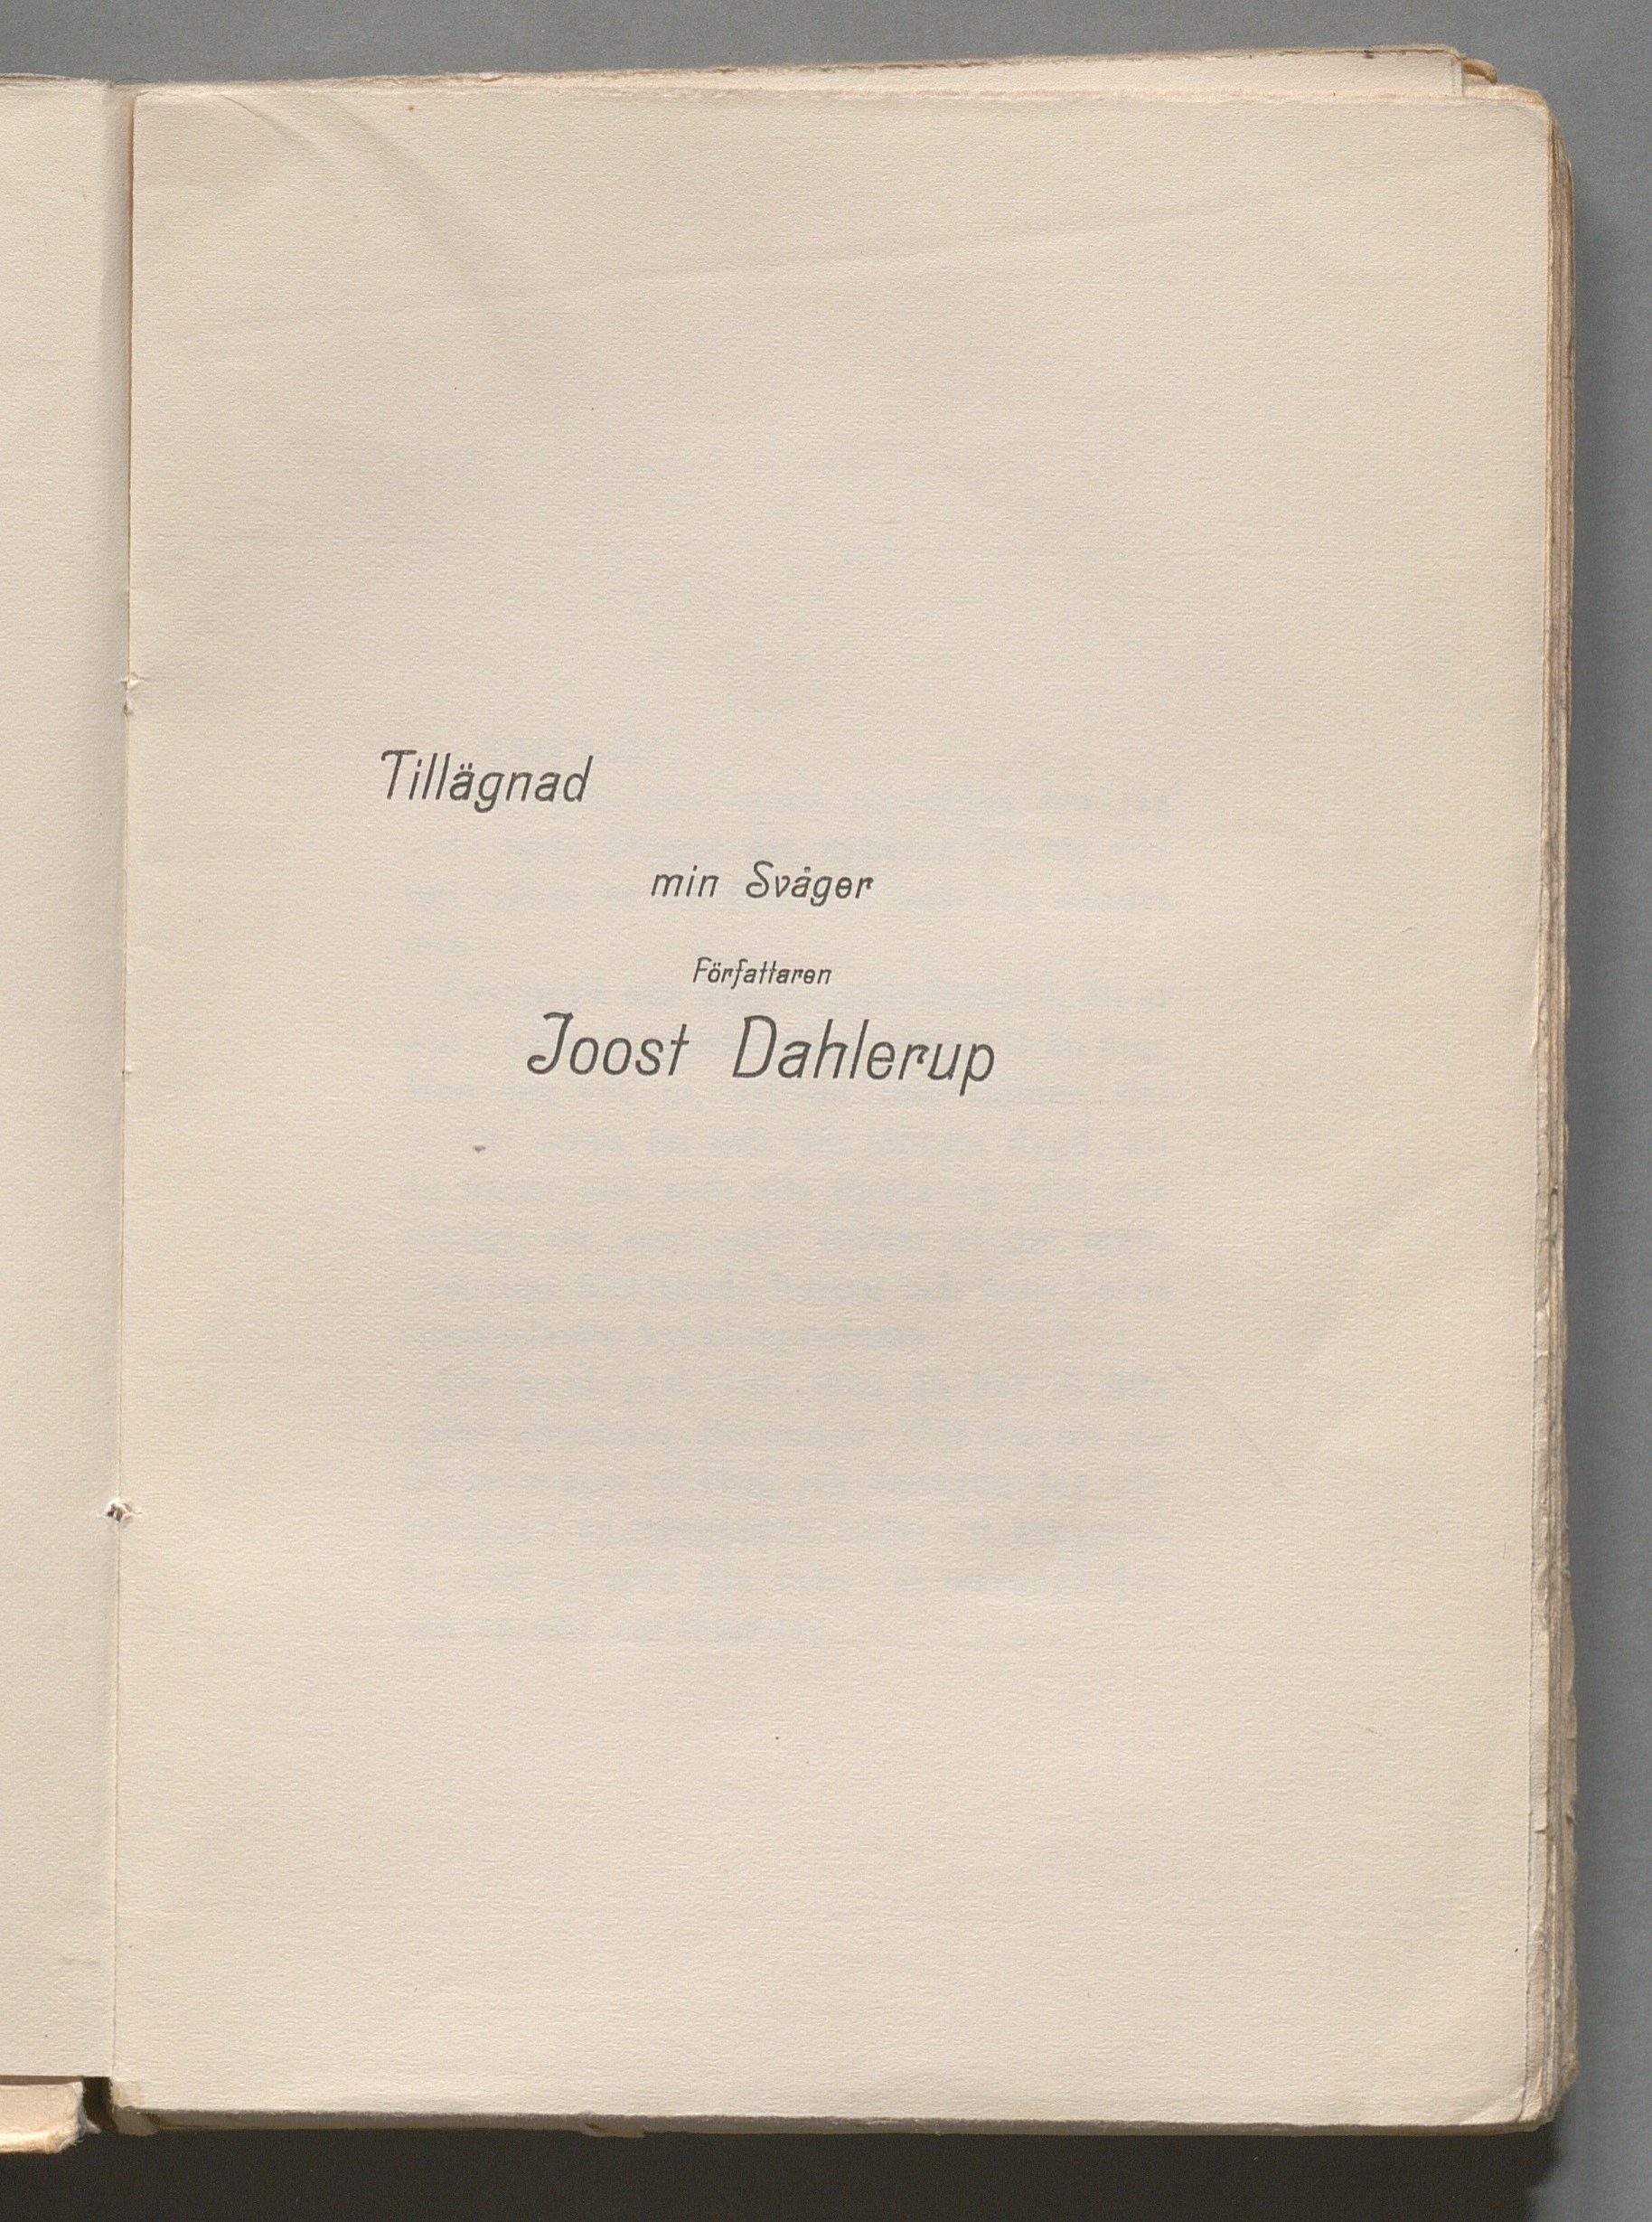 Tillägnad
min Svåger
Författaren
Joost Dahlerup